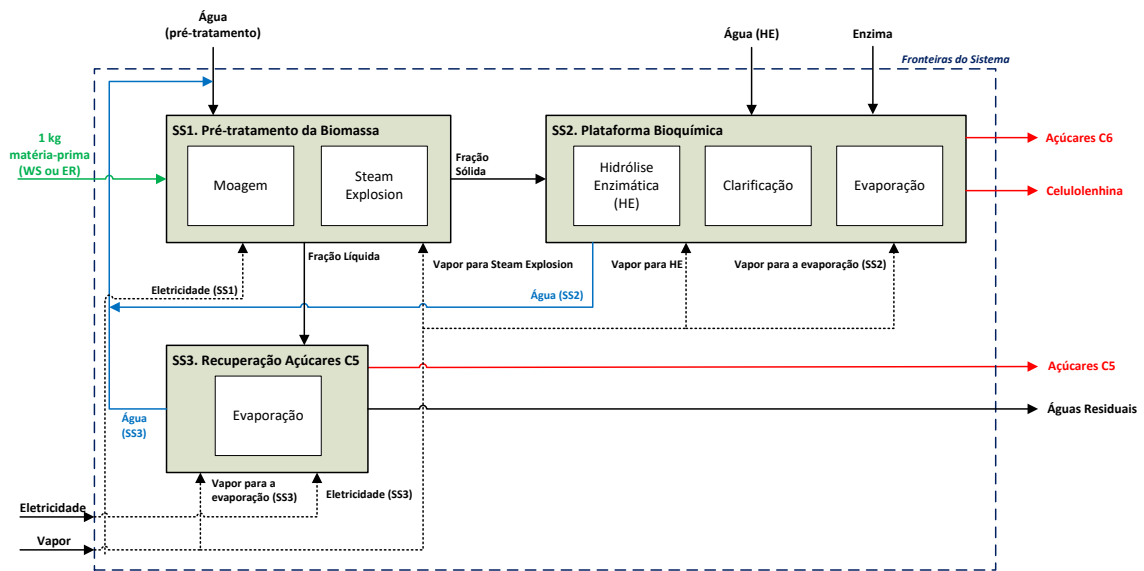 Água
(pré-tratamento)
Água (HE)
Enzima
Fronteiras do Sistema
SS1. Pré-tratamento da Biomassa
SS2. Plataforma Bioquímica
1 kg
matéria-prima
(WS ou ER)
Moagem
Steam
Explosion
Fração
Sólida
Hidrólise
Enzimática
(HE)
Clarificação
Evaporação
Açúcares C6
Celulolenhina
Fração Líquida
Vapor para Steam Explosion
Vapor para HE
Vapor para a evaporação (SS2)
Eletricidade (SS1)
Água (SS2)
SS3. Recuperação Açúcares C5
Açúcares C5
Evaporação
Águas Residuais
Água
(SS3)
Vapor para a
evaporação (SS3)
Eletricidade (SS3)
Eletricidade
Vapor